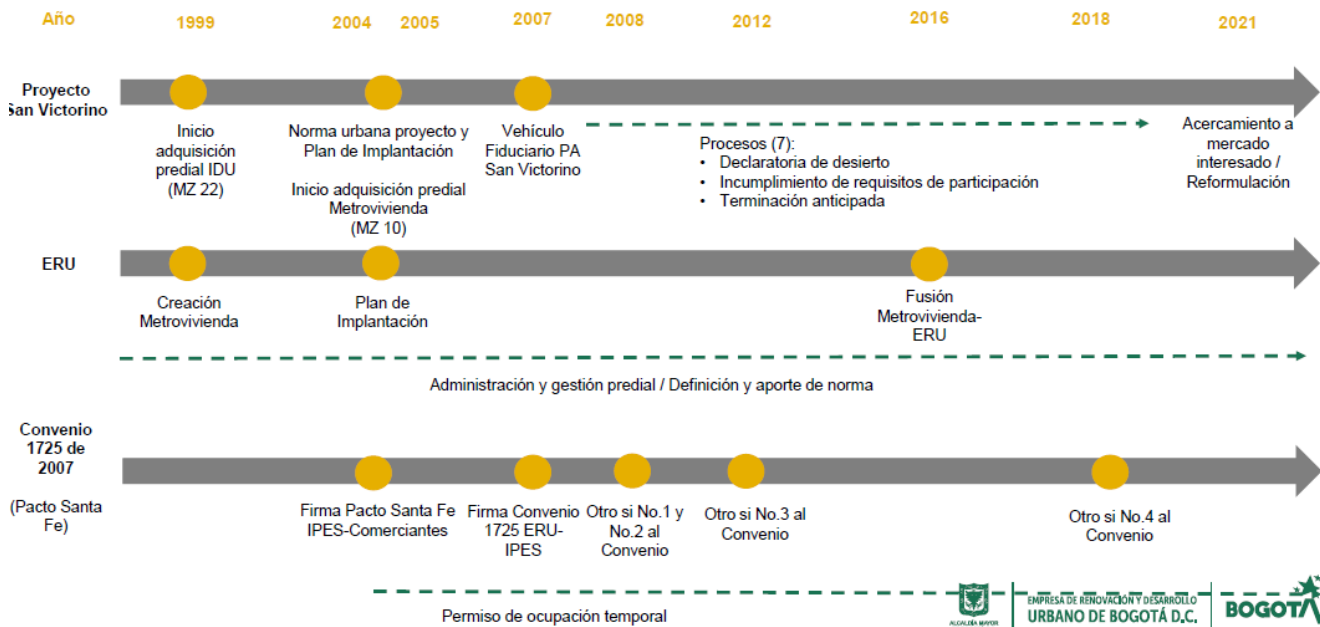 Año
1999
2004
2005
2007
2008
2012
2016
2018
2021
Proyecto
San Victorino
Inicio
adquisición
predial IDU
(MZ 22)
Norma urbana proyecto y
Plan de Implantación
Inicio adquisición predial
Metrovivienda
(MZ 10)
Vehículo
Fiduciario PA
San Victorino
Procesos (7):
• Declaratoria de desierto
• Incumplimiento de requisitos de participación
• Terminación anticipada
Acercamiento a
mercado
interesado /
Reformulación
ERU
Creación
Metrovivienda
Plan de
Implantación
Fusión
Metrovivienda-
ERU
Administración y gestión predial / Definición y aporte de norma
Convenio
1725 de
2007
(Pacto Santa
Fe)
Firma Pacto Santa Fe
IPES-Comerciantes
Firma Convenio
1725 ERU-
IPES
Otro si No.1 y
No.2 al
Convenio
Otro si No.3 al
Convenio
Otro si No.4 al
Convenio
Permiso de ocupación temporal
ALCALDÍA MAYOR
EMPRESA DE RENOVACIÓN Y DESARROLLO
URBANO DE BOGOTÁ D.C.
BOGOTÁ